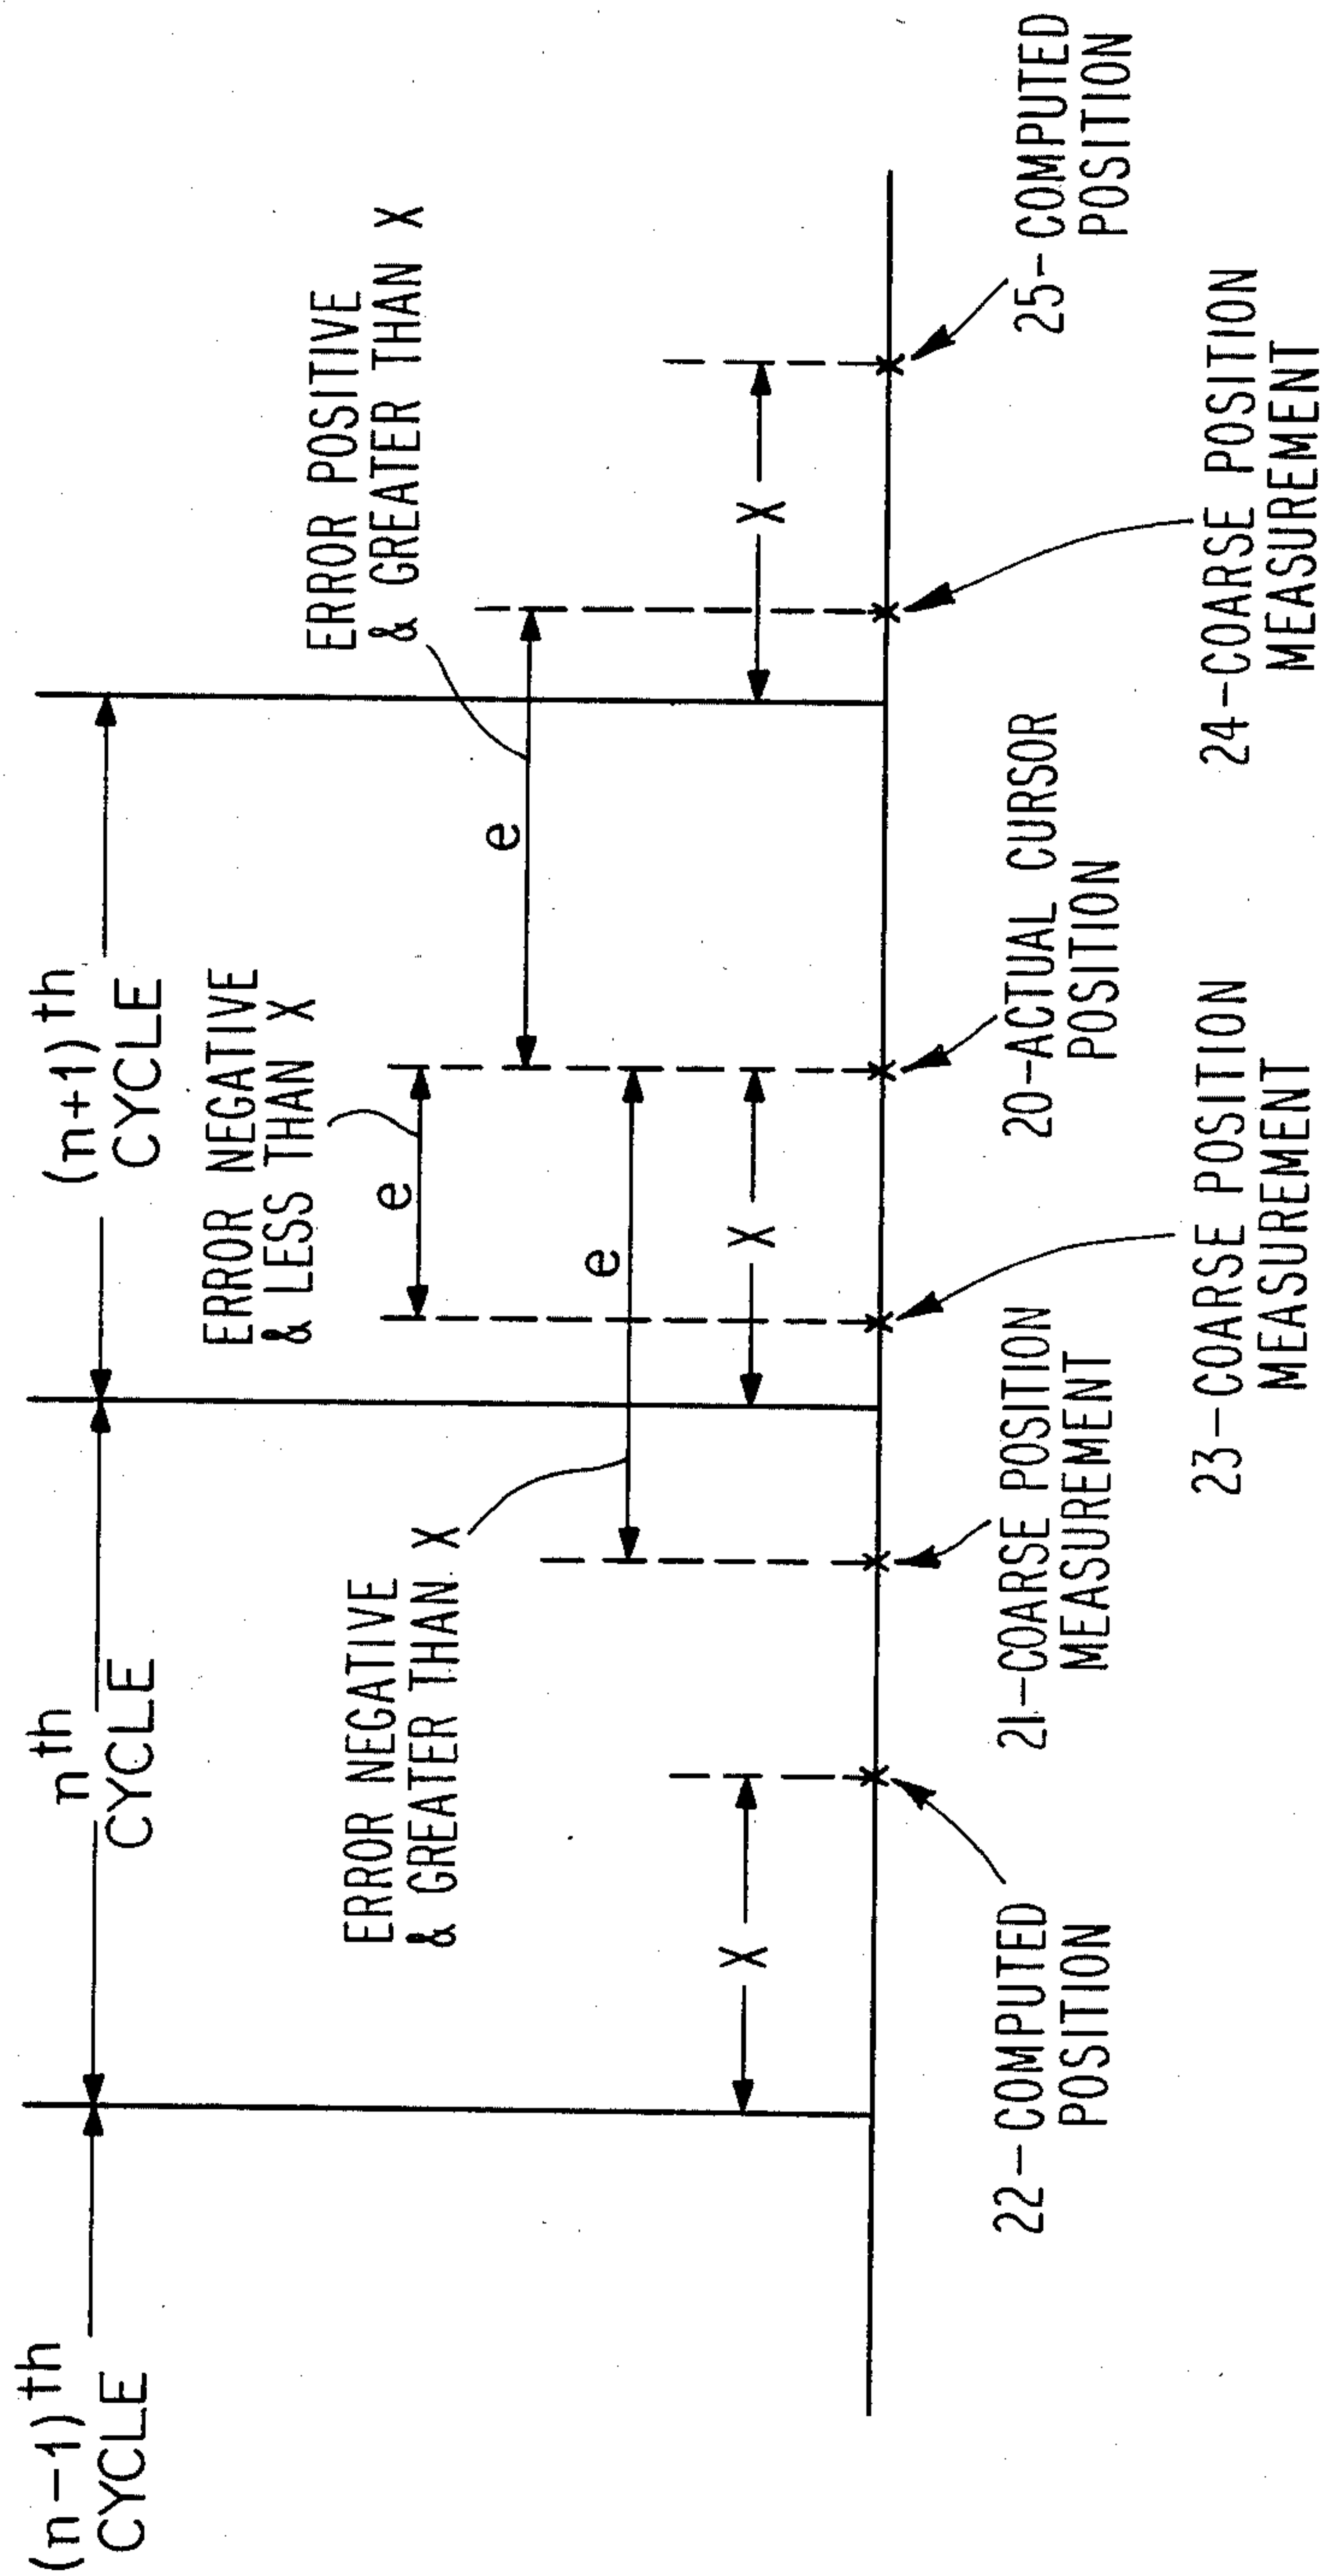 (n-1)th
CYCLE
nth
CYCLE
(n+1)th
CYCLE
ERROR NEGATIVE
& LESS THAN X
ERROR POSITIVE
& GREATER THAN X
ERROR NEGATIVE
& GREATER THAN X
e
e
e
X
X
X
22-COMPUTED
POSITION
21-COARSE POSITION
MEASUREMENT
20-ACTUAL CURSOR
POSITION
25-COMPUTED
POSITION
23-COARSE POSITION
MEASUREMENT
24-COARSE POSITION
MEASUREMENT